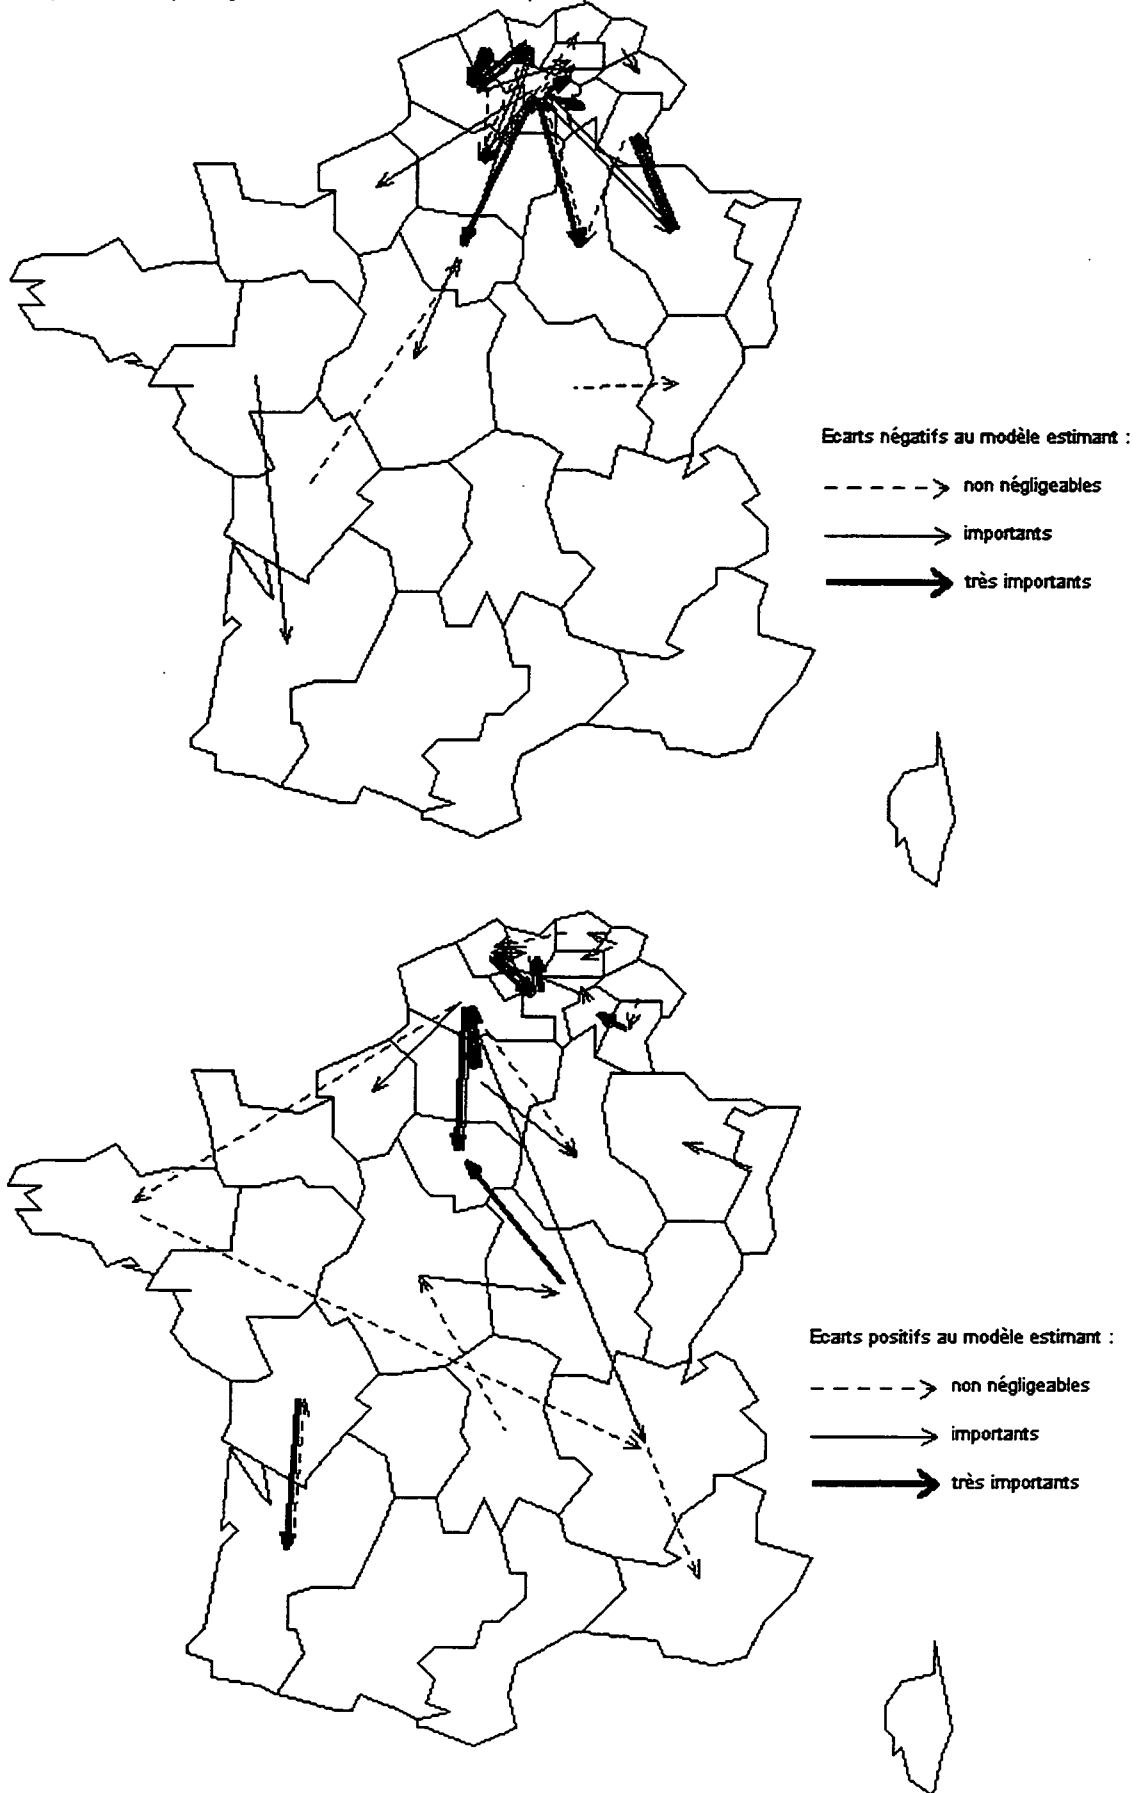 Ecarts négatifs au modèle estimant :
non négligeables
importants
très importants
Ecarts positifs au modèle estimant :
non négligeables
importants
très importants